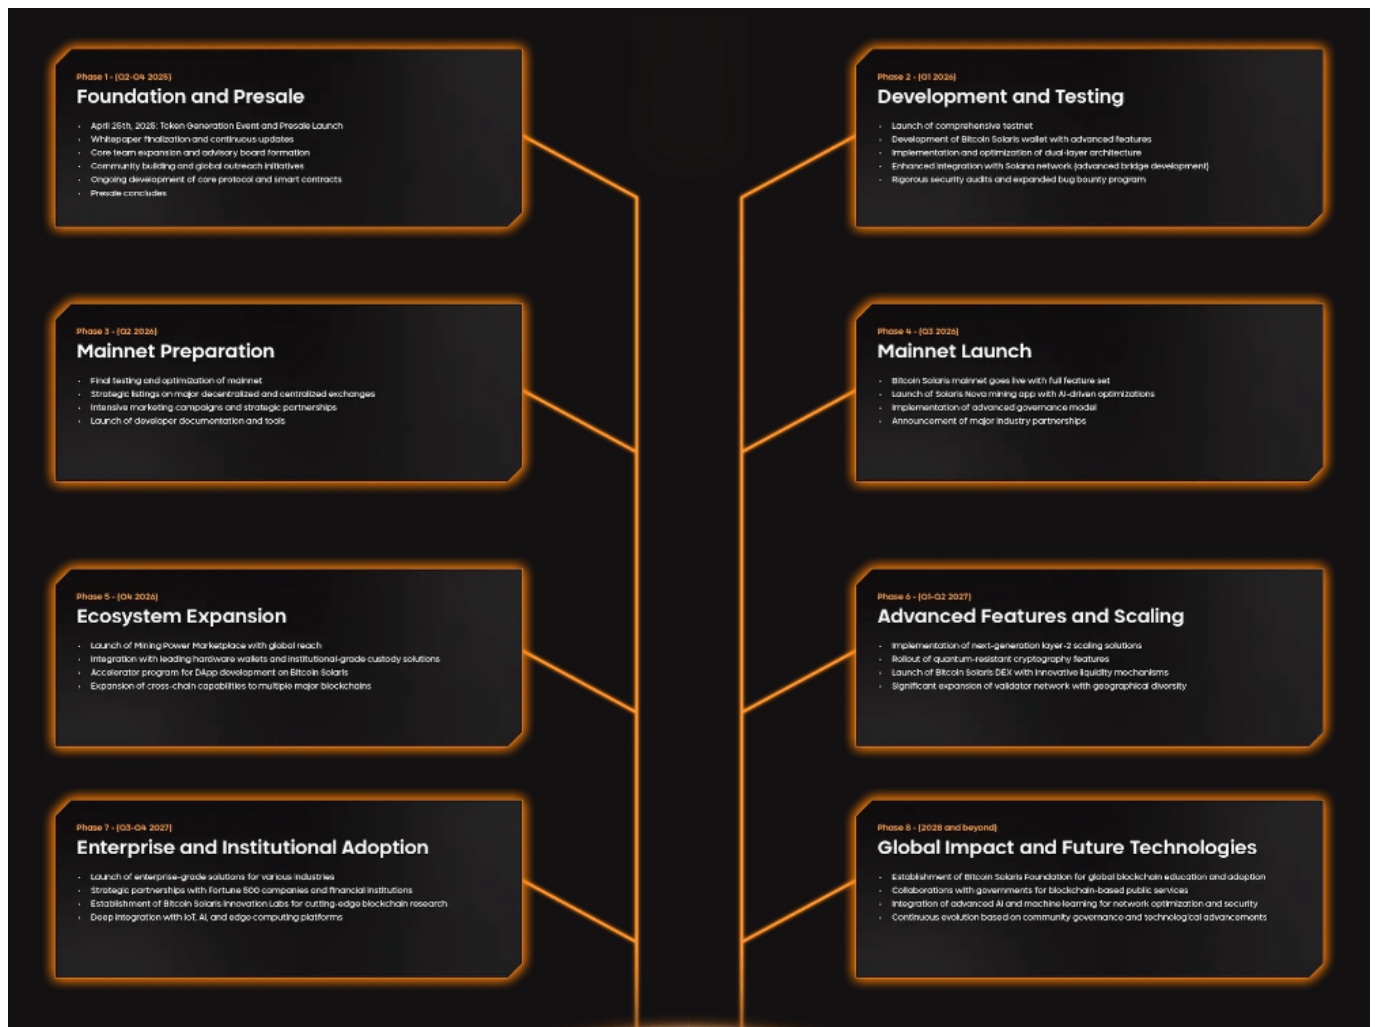 Phase 1 - (Q2-Q4 2025)
Foundation and Presale
• April 25th, 2025: Token Generation Event and Presale Launch
• Whitepaper finalization and continuous updates
• Core team expansion and advisory board formation
• Community building and global outreach initiatives
• Ongoing development of core protocol and smart contracts
• Presale concludes
Phase 2 - (Q1 2026)
Development and Testing
• Launch of comprehensive testnet
• Development of Bitcoin Solaris wallet with advanced features
• Implementation and optimization of dual-layer architecture
• Enhanced integration with Solana network (advanced bridge development)
• Rigorous security audits and expanded bug bounty program
Phase 3 - (Q2 2026)
Mainnet Preparation
• Final testing and optimization of mainnet
• Strategic listings on major decentralized and centralized exchanges
• Intensive marketing campaigns and strategic partnerships
• Launch of developer documentation and tools
Phase 4 - (Q3 2026)
Mainnet Launch
• Bitcoin Solaris mainnet goes live with full feature set
• Launch of Solaris Nova mining app with AI-driven optimizations
• Implementation of advanced governance model
• Announcement of major industry partnerships
Phase 5 - (Q4 2026)
Ecosystem Expansion
• Launch of Mining Power Marketplace with global reach
• Integration with leading hardware wallets and institutional-grade custody solutions
• Accelerator program for DApp development on Bitcoin Solaris
• Expansion of cross-chain capabilities to multiple major blockchains
Phase 6 - (Q1-Q2 2027)
Advanced Features and Scaling
• Implementation of next-generation layer-2 scaling solutions
• Rollout of quantum-resistant cryptography features
• Launch of Bitcoin Solaris DEX with innovative liquidity mechanisms
• Significant expansion of validator network with geographical diversity
Phase 7 - (Q3-Q4 2027)
Enterprise and Institutional Adoption
• Launch of enterprise-grade solutions for various industries
• Strategic partnerships with Fortune 500 companies and financial institutions
• Establishment of Bitcoin Solaris Innovation Labs for cutting-edge blockchain research
• Deep integration with IoT, AI, and edge computing platforms
Phase 8 - (2028 and beyond)
Global Impact and Future Technologies
• Establishment of Bitcoin Solaris Foundation for global blockchain education and adoption
• Collaborations with governments for blockchain-based public services
• Integration of advanced AI and machine learning for network optimization and security
• Continuous evolution based on community governance and technological advancements